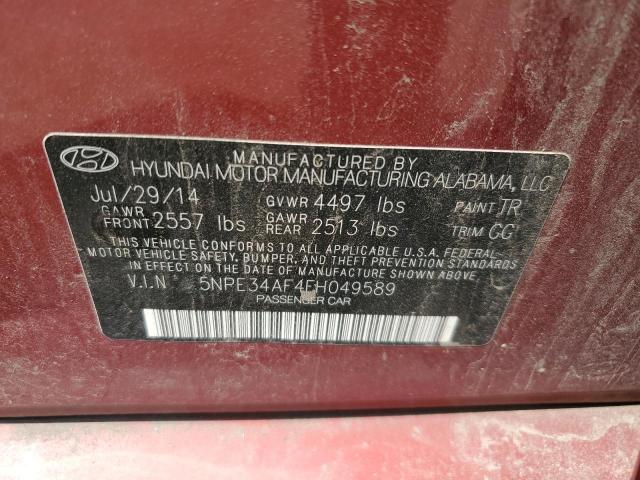 MANUFACTURED BY
HYUNDAI MOTOR MANUFACTURING ALABAMA, LLC
Jul/29/14 GVWR 4497 lbs PAINT TR
GAWR FRONT 2557 lbs GAWR REAR 2513 lbs TRIM GG
THIS VEHICLE CONFORMS TO ALL APPLICABLE U.S.A. FEDERAL
MOTOR VEHICLE SAFETY, BUMPER, AND THEFT PREVENTION STANDARDS
IN EFFECT ON THE DATE OF MANUFACTURE SHOWN ABOVE.
V.I.N 5NPE34AF4FH049589
PASSENGER CAR